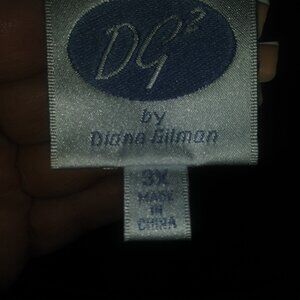 DG²
by
Diane Gilman
3X
MADE
IN
CHINA